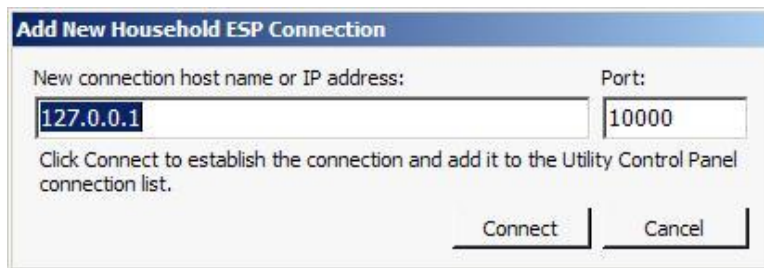 Add New Household ESP Connection
New connection host name or IP address: Port:
127.0.0.1 10000
Click Connect to establish the connection and add it to the Utility Control Panel
connection list.
Connect Cancel